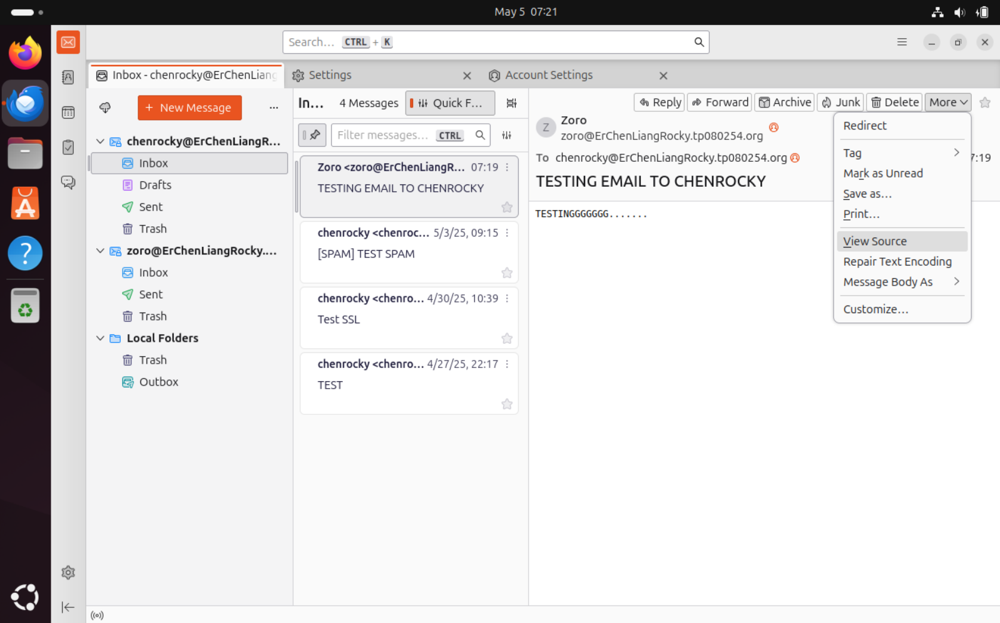 May 5 07:21
Search... CTRL + K
Inbox - chenrocky@ErChenLiang
Settings
Account Settings
+ New Message
chenrocky@ErChenLiangR...
Inbox
Drafts
Sent
Trash
zoro@ErChenLiangRocky....
Inbox
Sent
Trash
Local Folders
Trash
Outbox
In... 4 Messages Quick F...
Filter messages... CTRL
Zoro <zoro@ErChenLiangR... 07:19
TESTING EMAIL TO CHENROCKY
chenrocky <chenroc... 5/3/25, 09:15
[SPAM] TEST SPAM
chenrocky <chenro... 4/30/25, 10:39
Test SSL
chenrocky <chenro... 4/27/25, 22:17
TEST
Reply Forward Archive Junk Delete More
Z
Zoro
zoro@ErChenLiangRocky.tp080254.org
To chenrocky@ErChenLiangRocky.tp080254.org
7:19
TESTING EMAIL TO CHENROCKY
TESTINGGGGGGG.......
Redirect
Tag
Mark as Unread
Save as...
Print...
View Source
Repair Text Encoding
Message Body As
Customize...